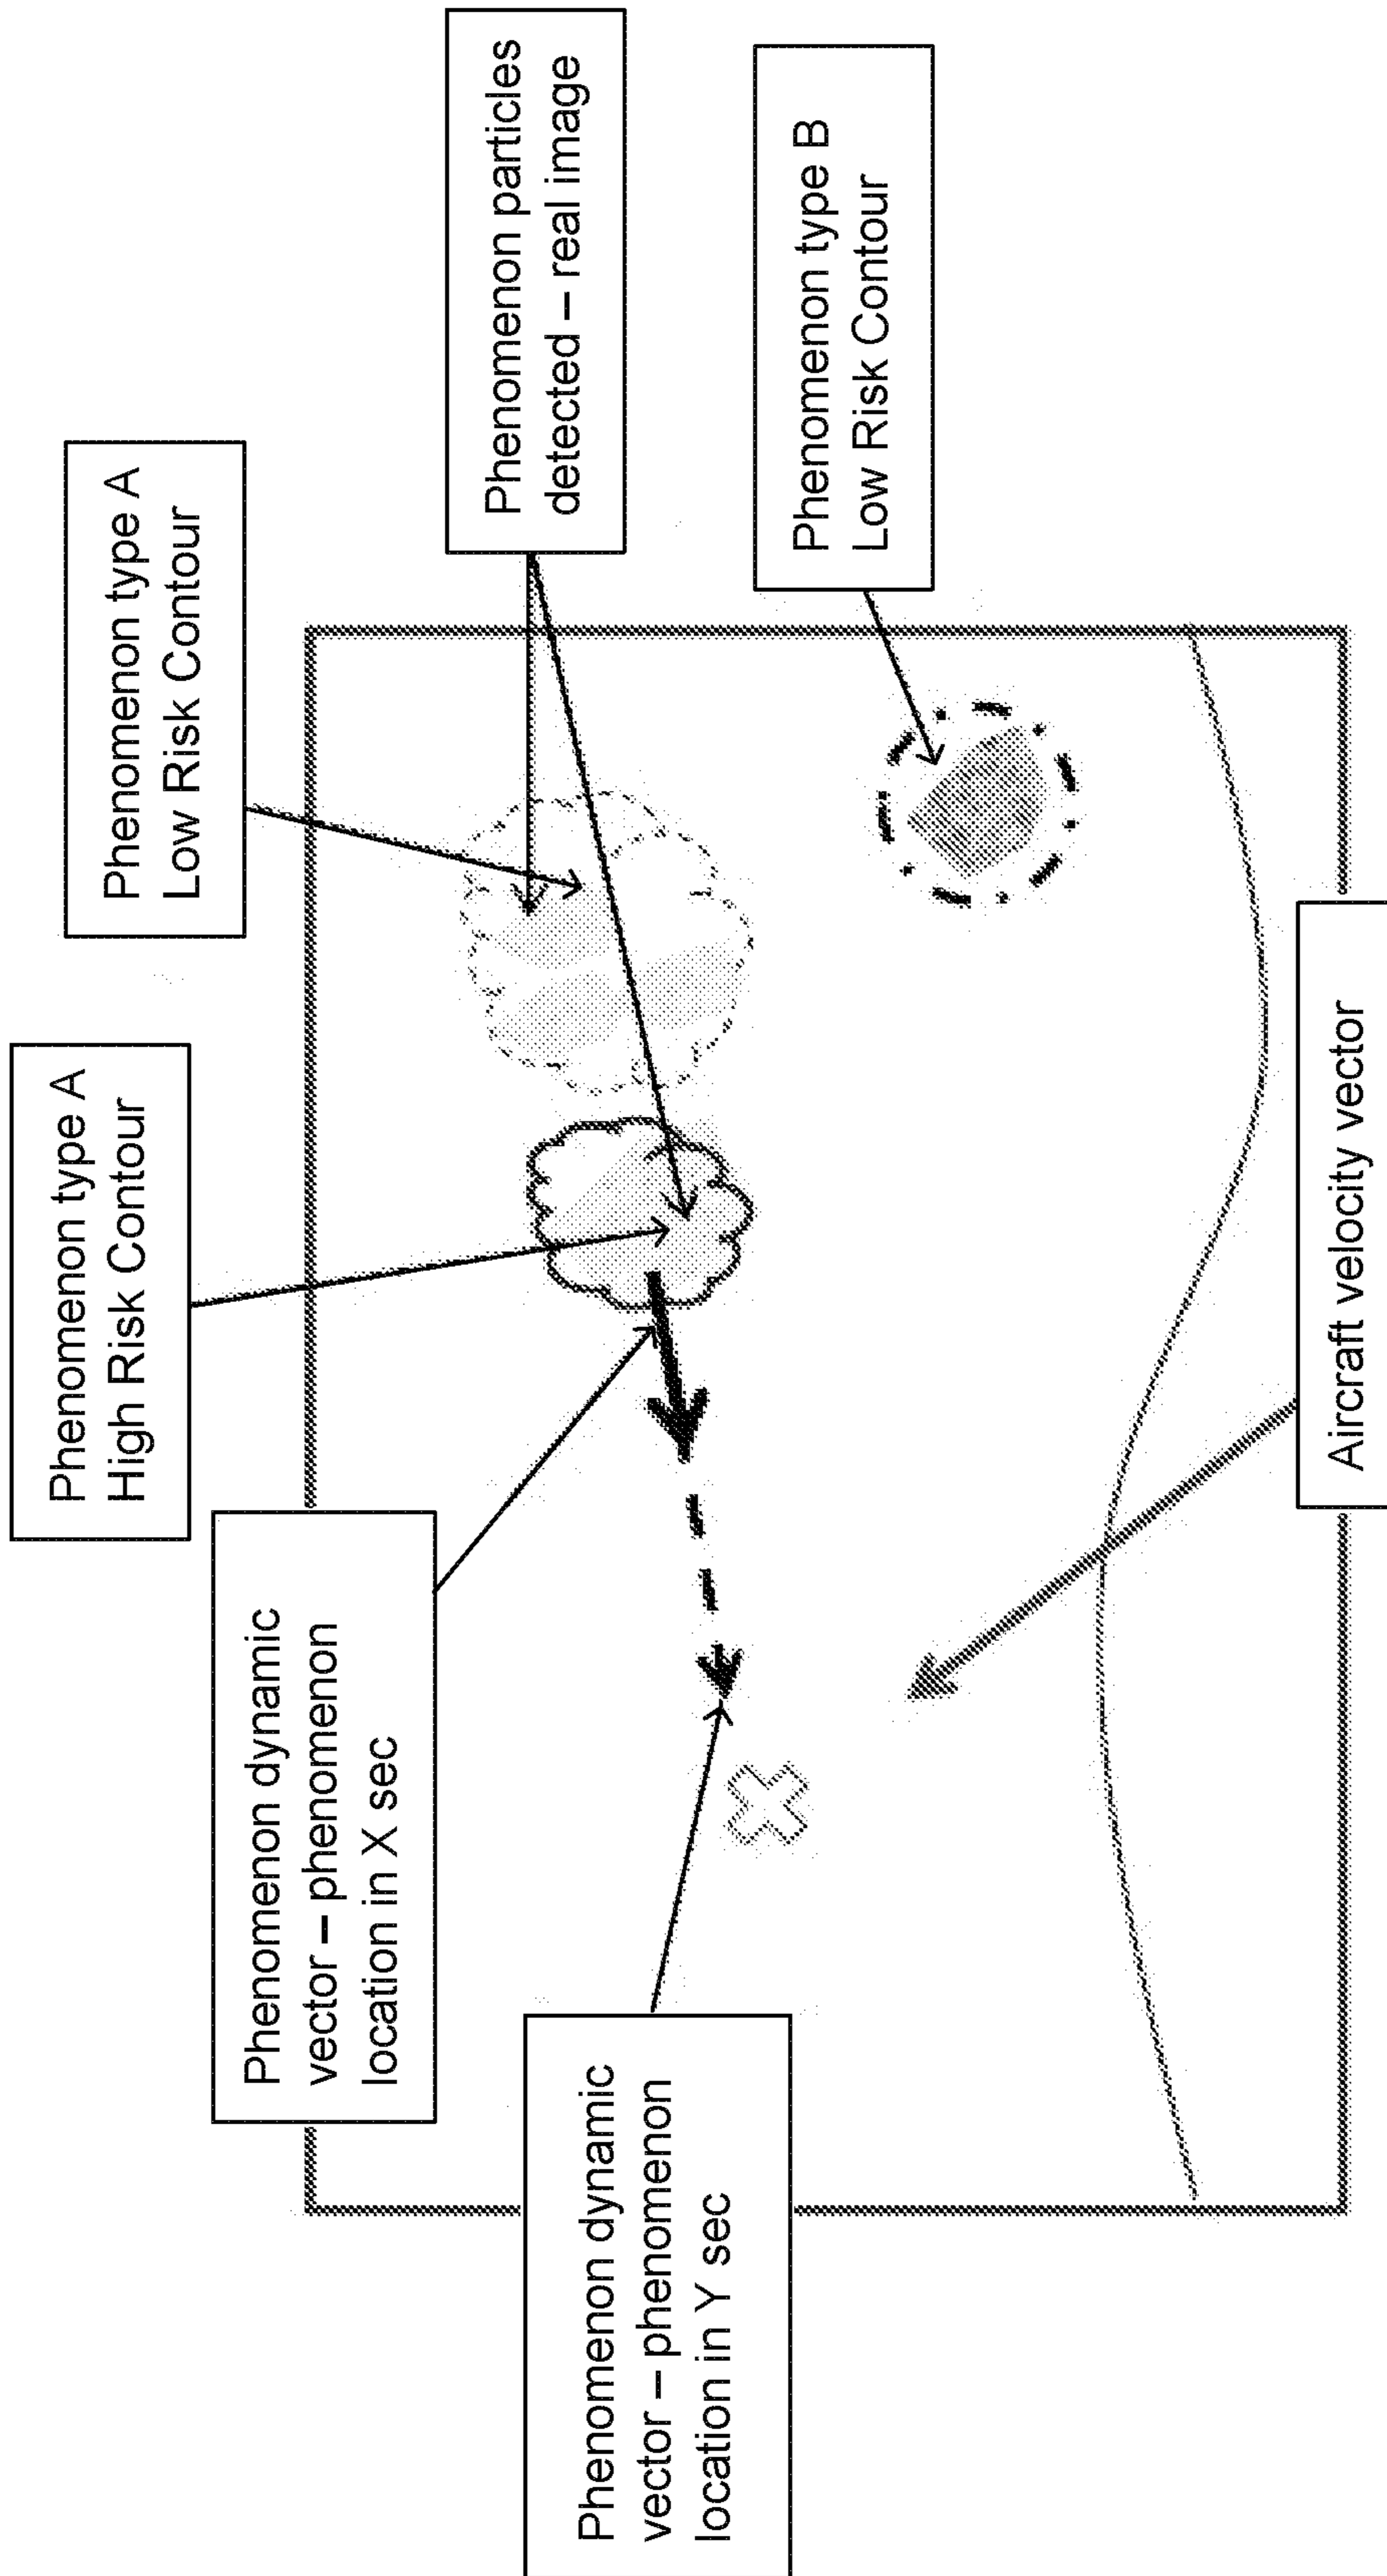 Phenomenon type A
High Risk Contour
Phenomenon type A
Low Risk Contour
Phenomenon dynamic
vector – phenomenon
location in X sec
Phenomenon particles
detected – real image
Phenomenon dynamic
vector – phenomenon
location in Y sec
Phenomenon type B
Low Risk Contour
Aircraft velocity vector